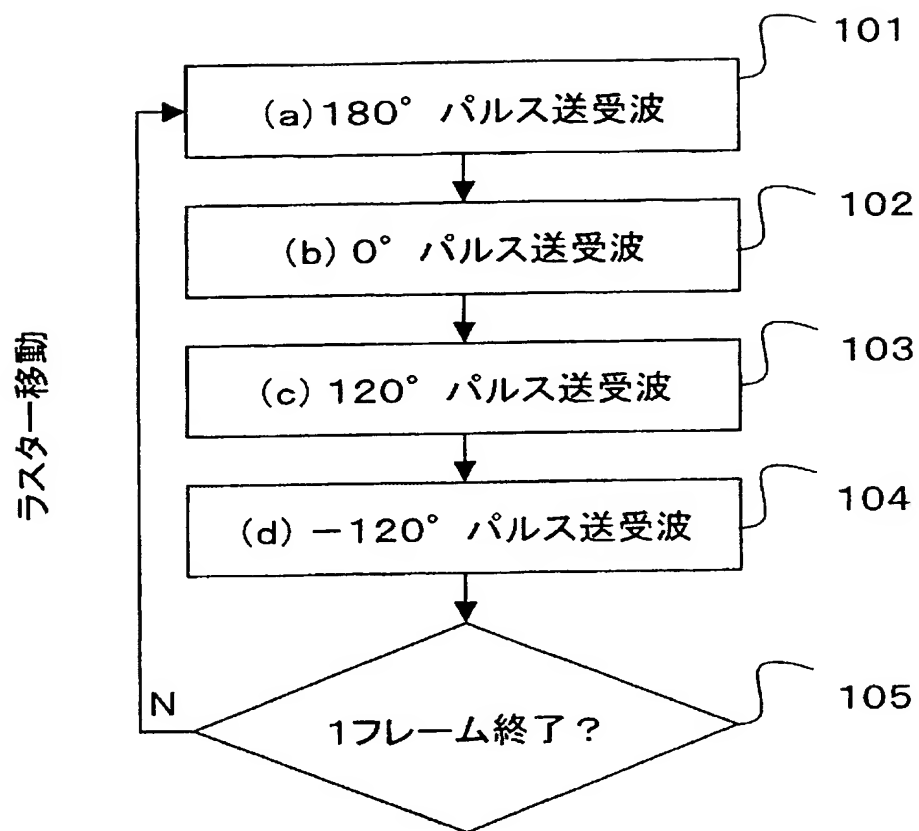 101
(a)180°パルス送受波
102
(b)0°パルス送受波
103
(c)120°パルス送受波
104
(d)－120°パルス送受波
ラスター移動
N
105
1フレーム終了？